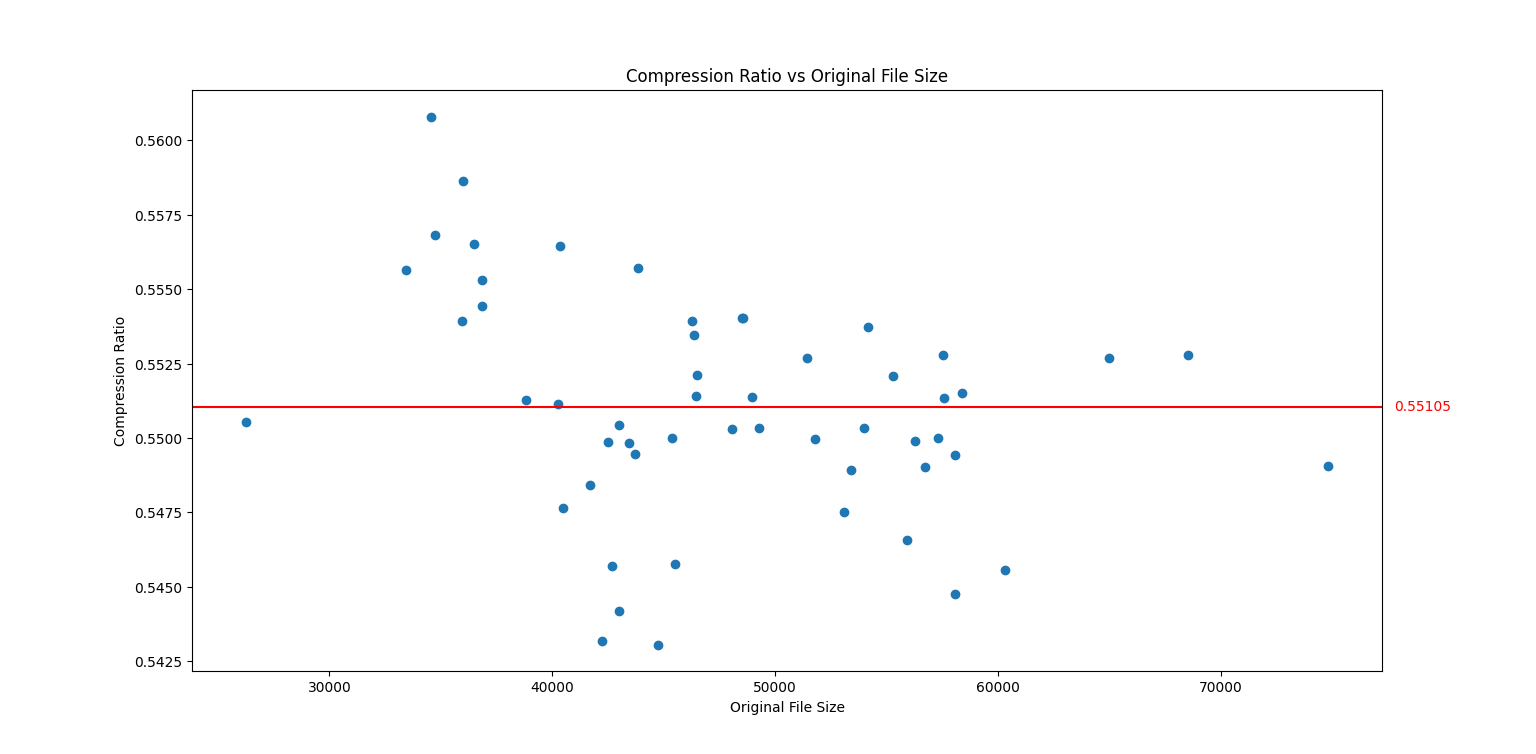 Compression Ratio vs Original File Size
0.5600
0.5575
0.5550
0.5525
0.5500
0.5475
0.5450
0.5425
Compression Ratio
0.55105
30000 40000 50000 60000 70000
Original File Size